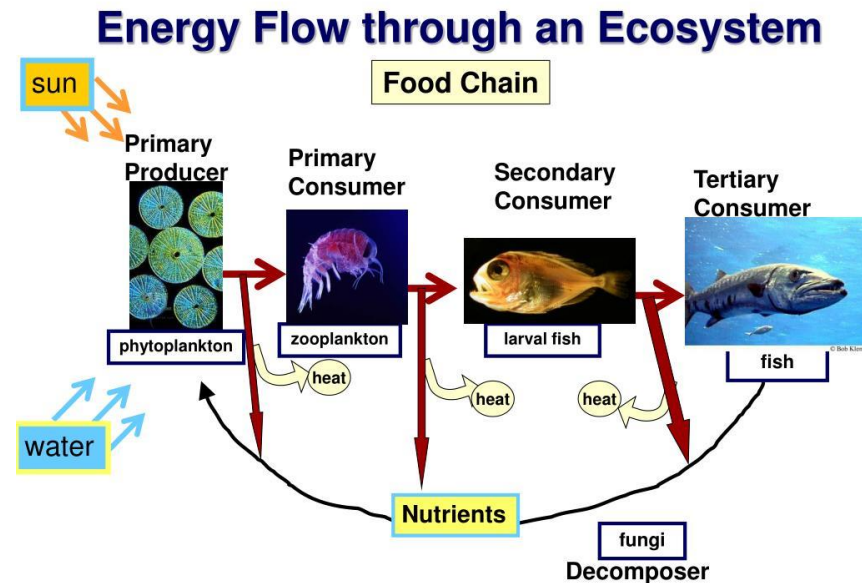 Energy Flow through an Ecosystem
Food Chain
sun
Primary
Producer
Primary
Consumer
Secondary
Consumer
Tertiary
Consumer
phytoplankton
zooplankton
larval fish
fish
heat
heat
heat
water
Nutrients
fungi
Decomposer